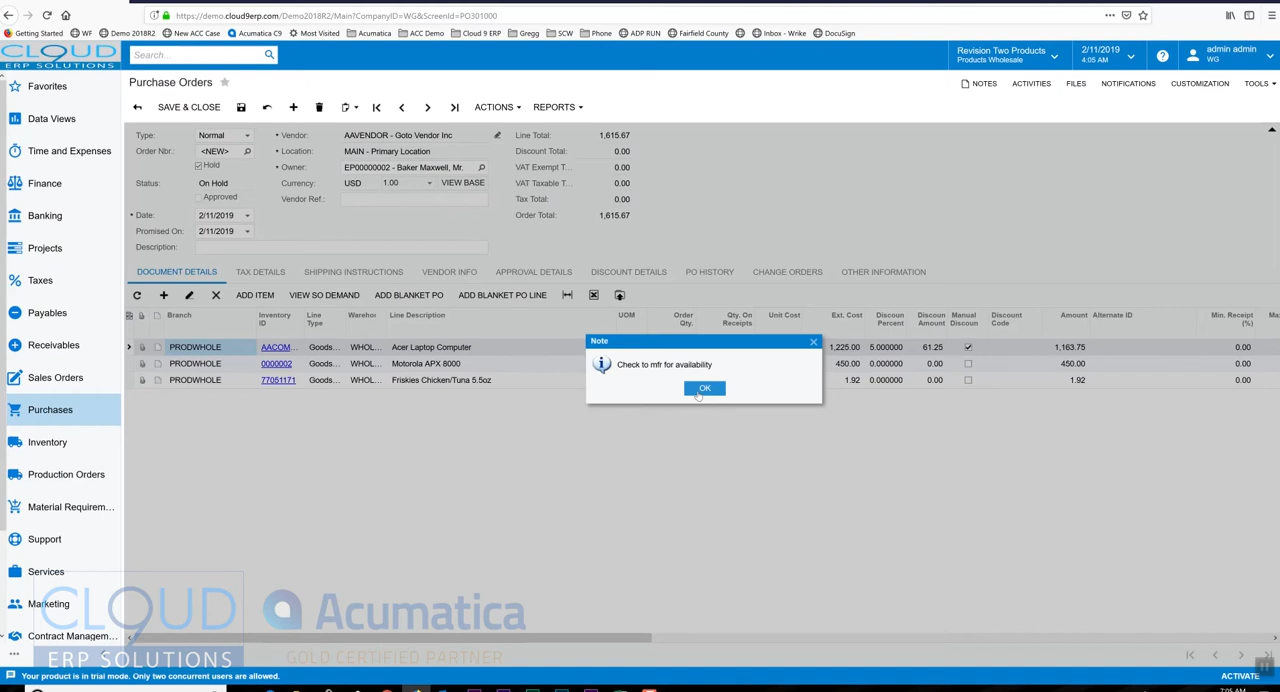 https://demo.cloud9erp.com/Demo2018R2/Main?CompanyID=WG&ScreenId=PO301000
Getting Started WF Demo 2018R2 New ACC Case Acumatica C9 Most Visited Acumatica ACC Demo Cloud 9 ERP Gregg SCW Phone ADP RUN Fairfield County Inbox - Wrike DocuSign
CLOUD9
ERP SOLUTIONS
Search...
Revision Two Products
Products Wholesale
2/11/2019
4:05 AM
admin admin
WG
Purchase Orders
NOTES ACTIVITIES FILES NOTIFICATIONS CUSTOMIZATION TOOLS
SAVE & CLOSE ACTIONS REPORTS
Favorites
Data Views
Time and Expenses
Finance
Banking
Projects
Taxes
Payables
Receivables
Sales Orders
Purchases
Inventory
Production Orders
Material Requirem...
Support
Services
Marketing
Contract Managem...
Type: Normal Vendor: AAVENDOR - Goto Vendor Inc Line Total: 1,615.67
Order Nbr.: <NEW> Location: MAIN - Primary Location Discount Total: 0.00
Hold Owner: EP00000002 - Baker Maxwell, Mr. VAT Exempt T... 0.00
Status: On Hold Currency: USD 1.00 VIEW BASE VAT Taxable T... 0.00
Approved Vendor Ref.: Tax Total: 0.00
Date: 2/11/2019 Order Total: 1,615.67
Promised On: 2/11/2019
Description:
DOCUMENT DETAILS TAX DETAILS SHIPPING INSTRUCTIONS VENDOR INFO APPROVAL DETAILS DISCOUNT DETAILS PO HISTORY CHANGE ORDERS OTHER INFORMATION
ADD ITEM VIEW SO DEMAND ADD BLANKET PO ADD BLANKET PO LINE
Branch Inventory ID Line Type Warehou Line Description UOM Order Qty. Qty. On Receipts Unit Cost Ext. Cost Discoun Percent Discoun Amount Manual Discoun Discount Code Amount Alternate ID Min. Receipt (%)
PRODWHOLE AACOM... Goods... WHOL... Acer Laptop Computer 1,225.00 5.000000 61.25 1,163.75 0.00
PRODWHOLE 0000002 Goods... WHOL... Motorola APX 8000 450.00 0.000000 0.00 450.00 0.00
PRODWHOLE 77051171 Goods... WHOL... Friskies Chicken/Tuna 5.5oz 1.92 0.000000 0.00 1.92 0.00
Note
Check to mfr for availability
OK
CLOUD9
ERP SOLUTIONS
Acumatica
GOLD CERTIFIED PARTNER
Your product is in trial mode. Only two concurrent users are allowed.
ACTIVATE
7:05 AM